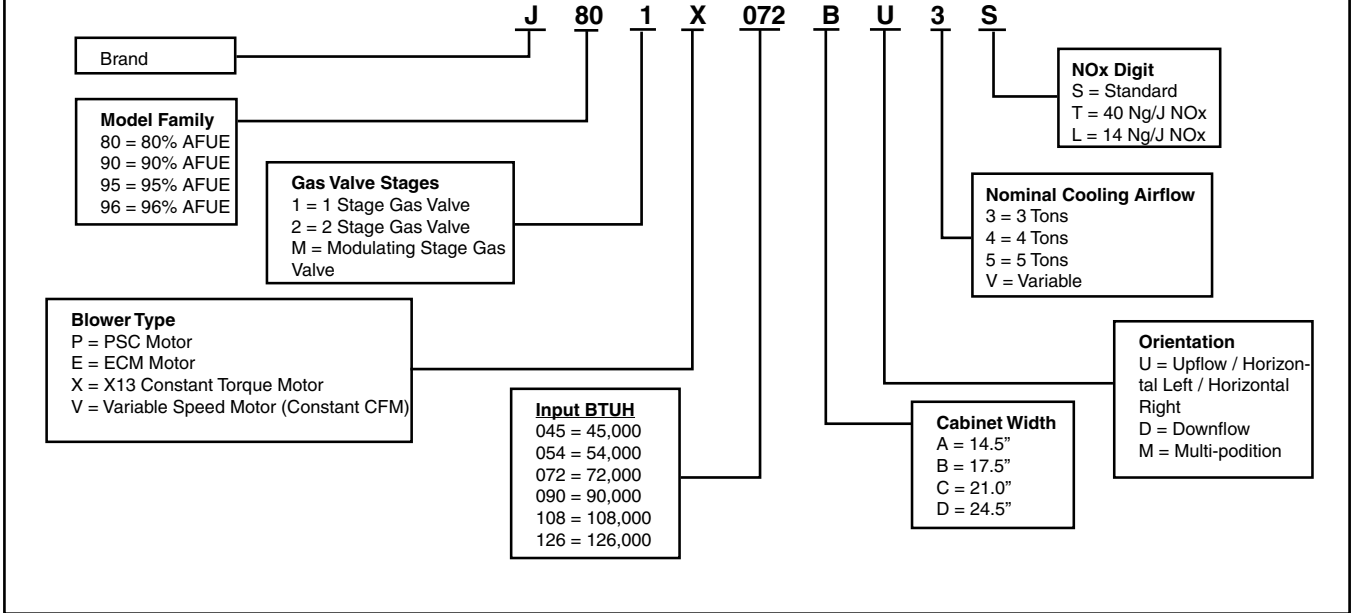 J 80 1 X 072 B U 3 S
Brand
Model Family
80 = 80% AFUE
90 = 90% AFUE
95 = 95% AFUE
96 = 96% AFUE
Gas Valve Stages
1 = 1 Stage Gas Valve
2 = 2 Stage Gas Valve
M = Modulating Stage Gas
Valve
Blower Type
P = PSC Motor
E = ECM Motor
X = X13 Constant Torque Motor
V = Variable Speed Motor (Constant CFM)
Input BTUH
045 = 45,000
054 = 54,000
072 = 72,000
090 = 90,000
108 = 108,000
126 = 126,000
Cabinet Width
A = 14.5”
B = 17.5”
C = 21.0”
D = 24.5”
Orientation
U = Upflow / Horizon-
tal Left / Horizontal
Right
D = Downflow
M = Multi-podition
Nominal Cooling Airflow
3 = 3 Tons
4 = 4 Tons
5 = 5 Tons
V = Variable
NOx Digit
S = Standard
T = 40 Ng/J NOx
L = 14 Ng/J NOx